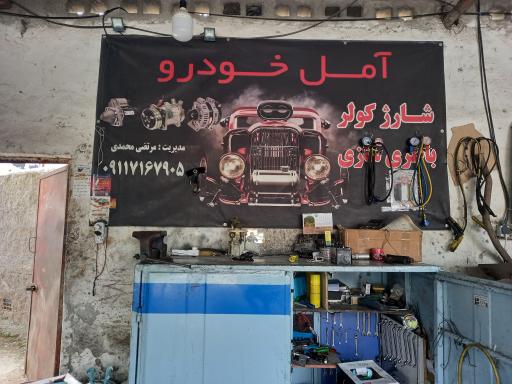 آمل خودرو
شارژ کولر
باطری سازی
مدیریت : مرتضی محمدی
۰۹۱۱۷۱۶۷۹۰۵